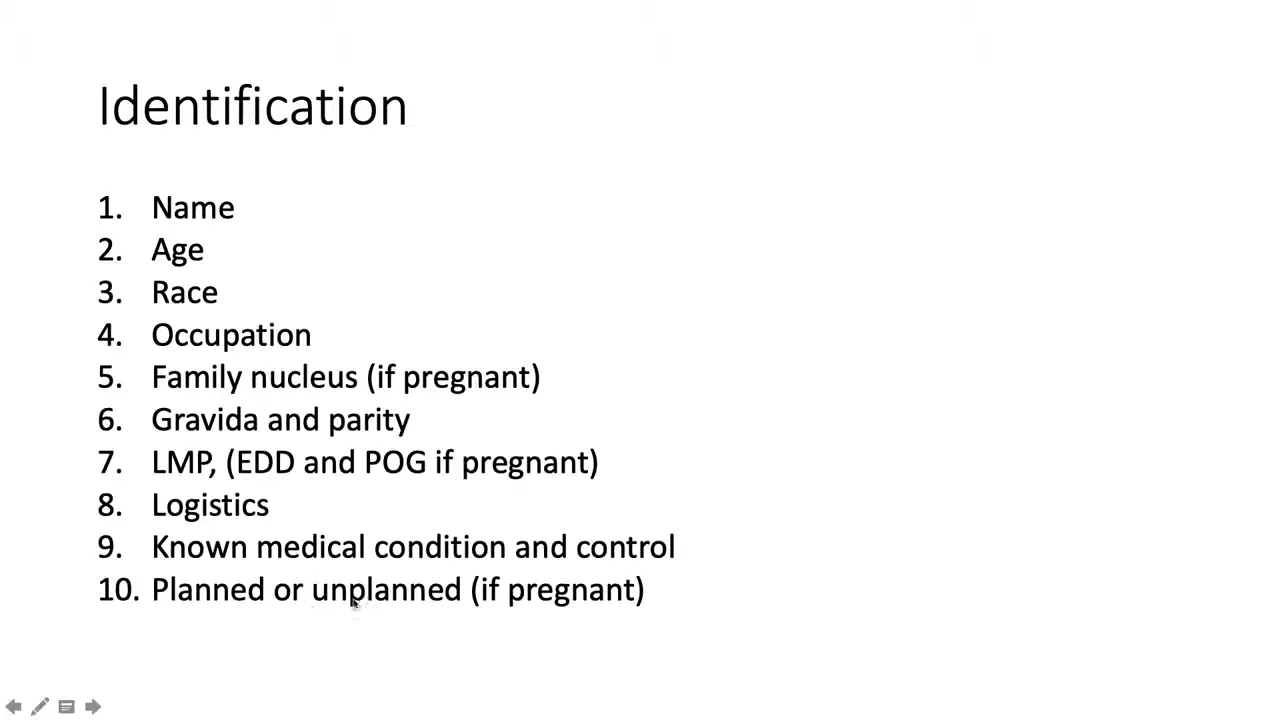 Identification
1. Name
2. Age
3. Race
4. Occupation
5. Family nucleus (if pregnant)
6. Gravida and parity
7. LMP, (EDD and POG if pregnant)
8. Logistics
9. Known medical condition and control
10. Planned or unplanned (if pregnant)